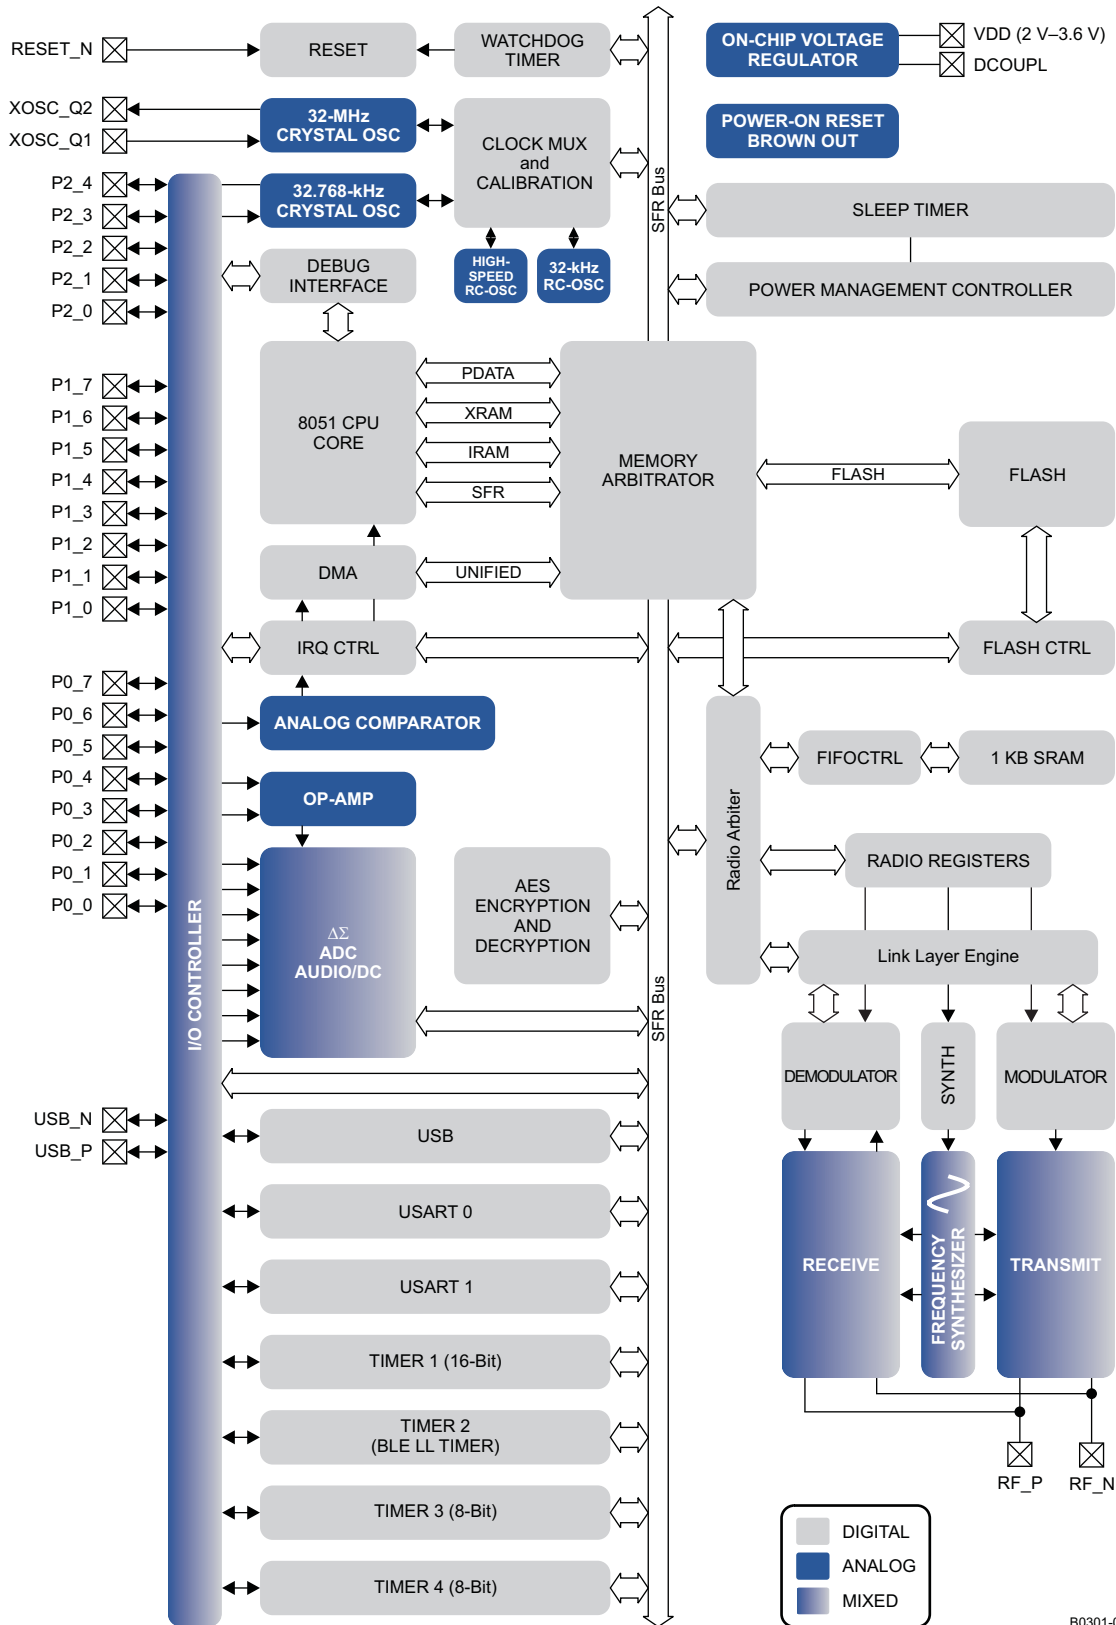 RESET_N
RESET
WATCHDOG
TIMER
ON-CHIP VOLTAGE
REGULATOR
VDD (2 V–3.6 V)
DCOUPL
XOSC_Q2
XOSC_Q1
32-MHz
CRYSTAL OSC
CLOCK MUX
and
CALIBRATION
POWER-ON RESET
BROWN OUT
SFR Bus
P2_4
P2_3
P2_2
P2_1
P2_0
32.768-kHz
CRYSTAL OSC
SLEEP TIMER
DEBUG
INTERFACE
HIGH-
SPEED
RC-OSC
32-kHz
RC-OSC
POWER MANAGEMENT CONTROLLER
P1_7
P1_6
P1_5
P1_4
P1_3
P1_2
P1_1
P1_0
8051 CPU
CORE
PDATA
XRAM
IRAM
SFR
MEMORY
ARBITRATOR
FLASH
FLASH
DMA
UNIFIED
IRQ CTRL
FLASH CTRL
P0_7
P0_6
P0_5
P0_4
P0_3
P0_2
P0_1
P0_0
ANALOG COMPARATOR
OP-AMP
ΔΣ
ADC
AUDIO/DC
AES
ENCRYPTION
AND
DECRYPTION
I/O CONTROLLER
SFR Bus
Radio Arbiter
FIFOCTRL
1 KB SRAM
RADIO REGISTERS
Link Layer Engine
DEMODULATOR
SYNTH
MODULATOR
USB_N
USB_P
USB
USART 0
USART 1
TIMER 1 (16-Bit)
TIMER 2
(BLE LL TIMER)
TIMER 3 (8-Bit)
TIMER 4 (8-Bit)
RECEIVE
FREQUENCY
SYNTHESIZER
TRANSMIT
RF_P
RF_N
DIGITAL
ANALOG
MIXED